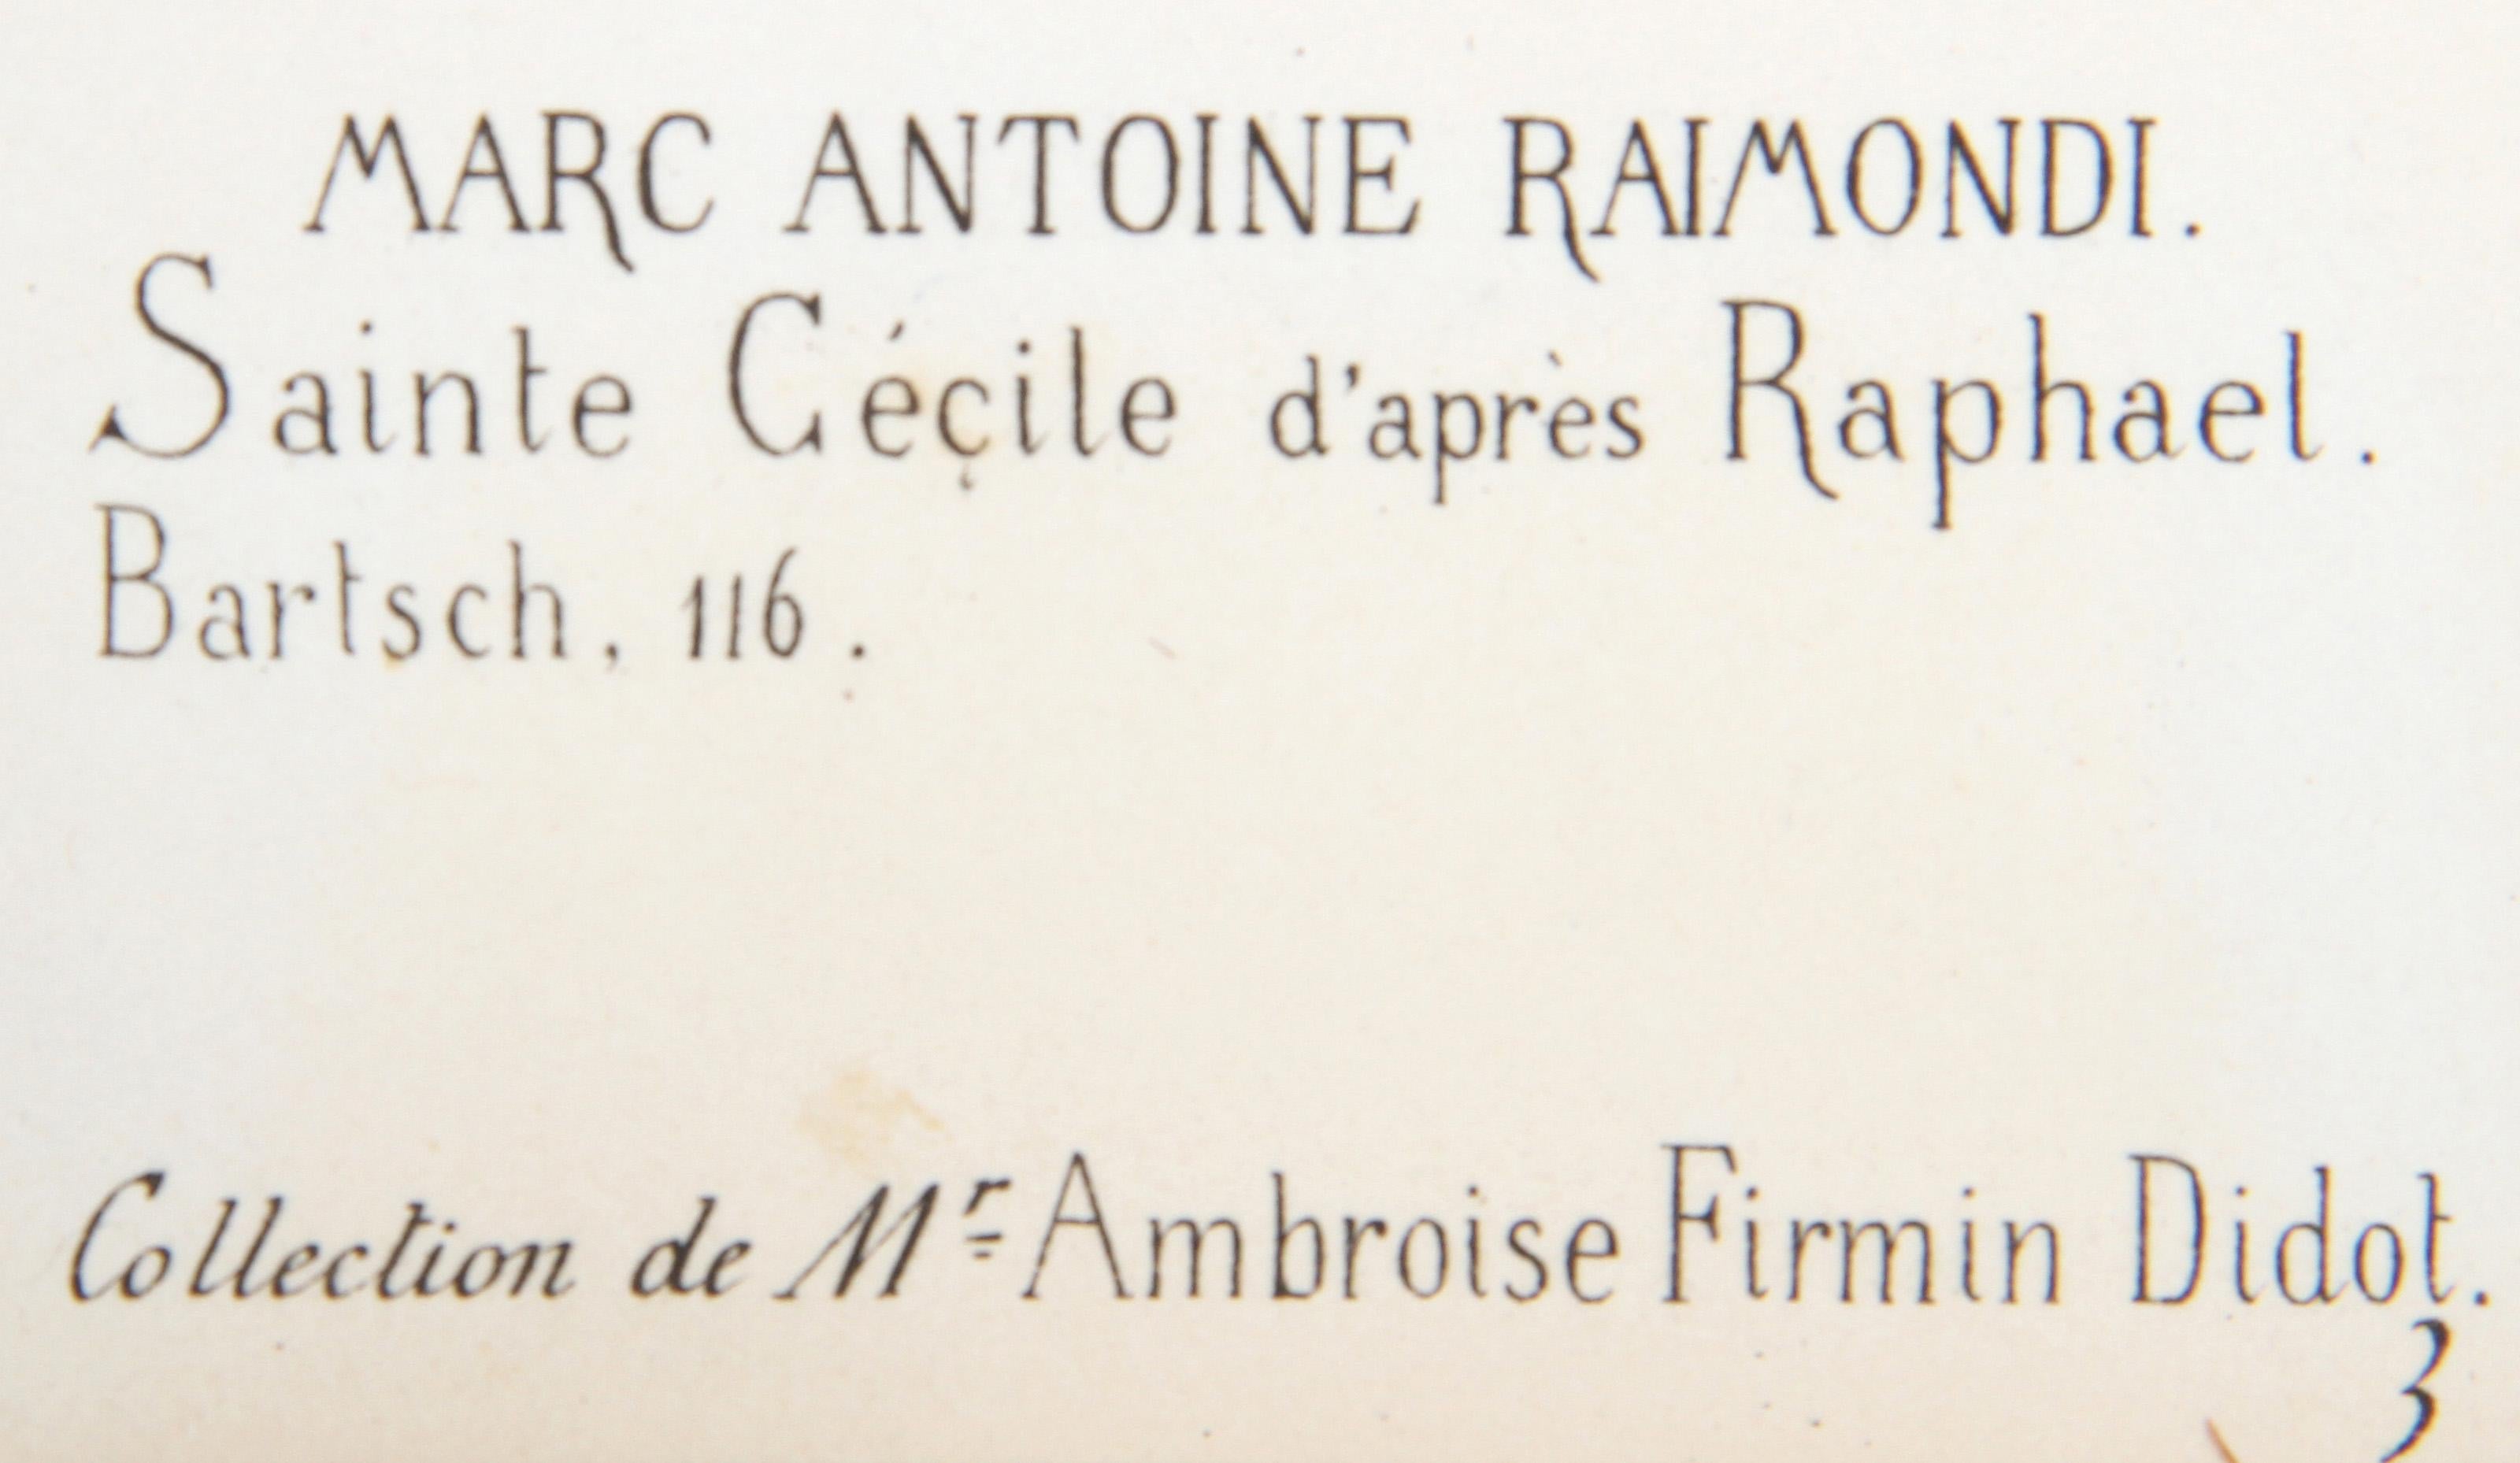 MARC ANTOINE RAIMONDI.
Sainte Céçile d'après Raphael.
Bartsch, 116.
Collection de Mr Ambroise Firmin Didot.
3